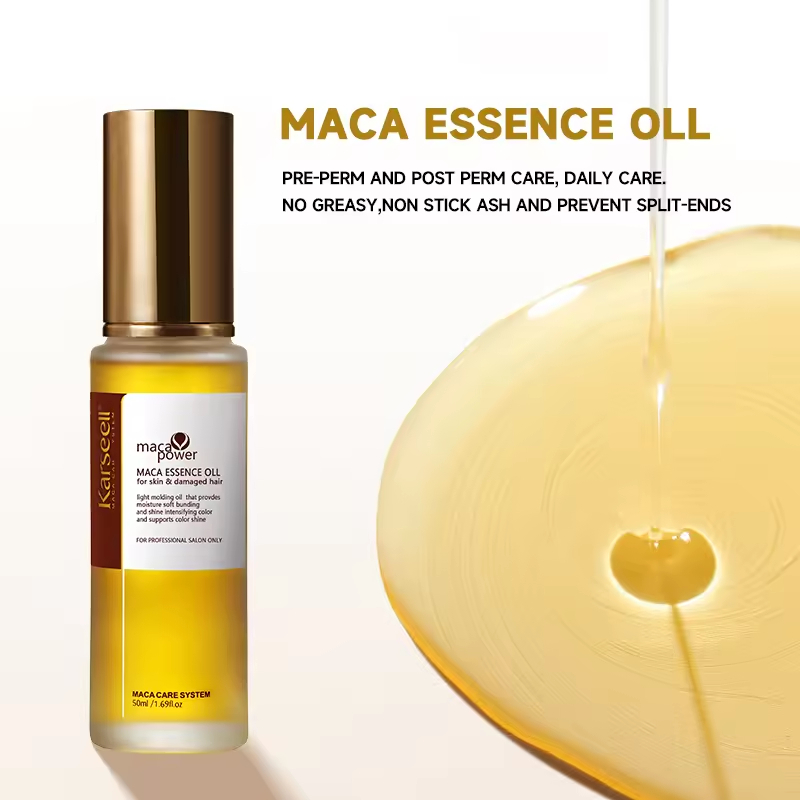 MACA ESSENCE OLL
PRE-PERM AND POST PERM CARE, DAILY CARE.
NO GREASY,NON STICK ASH AND PREVENT SPLIT-ENDS
Karseell
maca
power
MACA ESSENCE OLL
for skin & damaged hair
light molding oil that provdes
moisture soft bunding
and shine intensifying color
and supports color shine
FOR PROFESSIONAL SALON ONLY
MACA CARE SYSTEM
50ml /1.69fl.oz